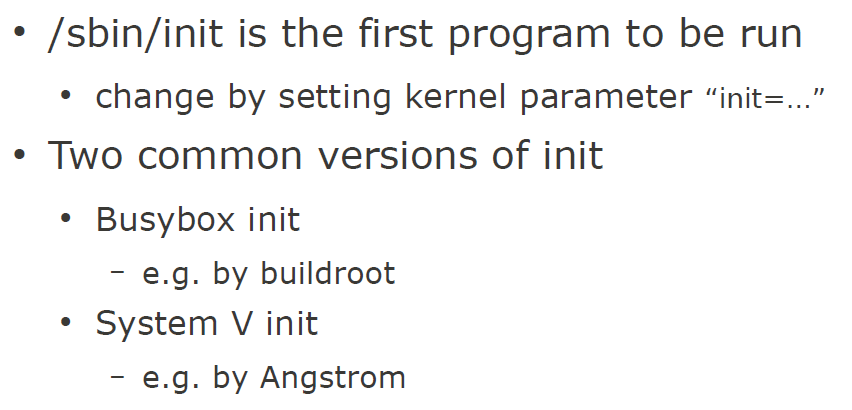 • /sbin/init is the first program to be run
• change by setting kernel parameter “init=...”
• Two common versions of init
• Busybox init
– e.g. by buildroot
• System V init
– e.g. by Angstrom